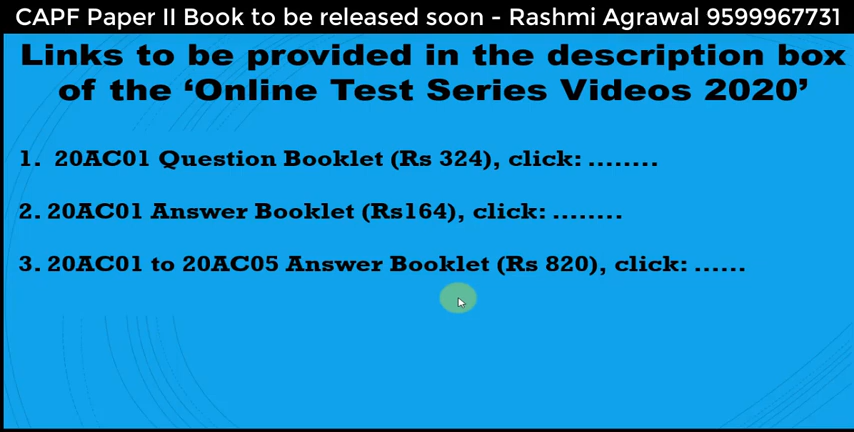 CAPF Paper II Book to be released soon - Rashmi Agrawal 9599967731
Links to be provided in the description box
of the ‘Online Test Series Videos 2020’
1. 20AC01 Question Booklet (Rs 324), click: ........
2. 20AC01 Answer Booklet (Rs164), click: ........
3. 20AC01 to 20AC05 Answer Booklet (Rs 820), click: ......